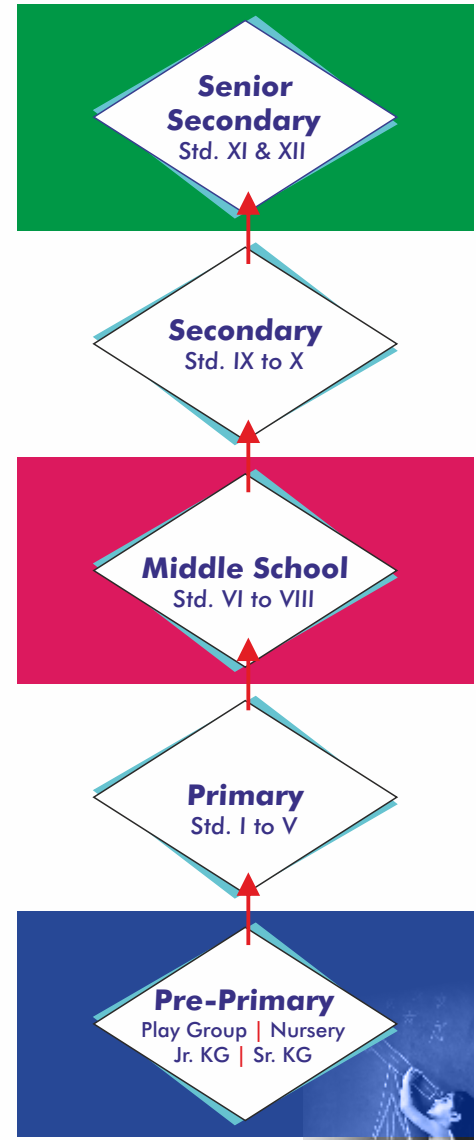 Senior
Secondary
Std. XI & XII
Secondary
Std. IX to X
Middle School
Std. VI to VIII
Primary
Std. I to V
Pre-Primary
Play Group | Nursery
Jr. KG | Sr. KG